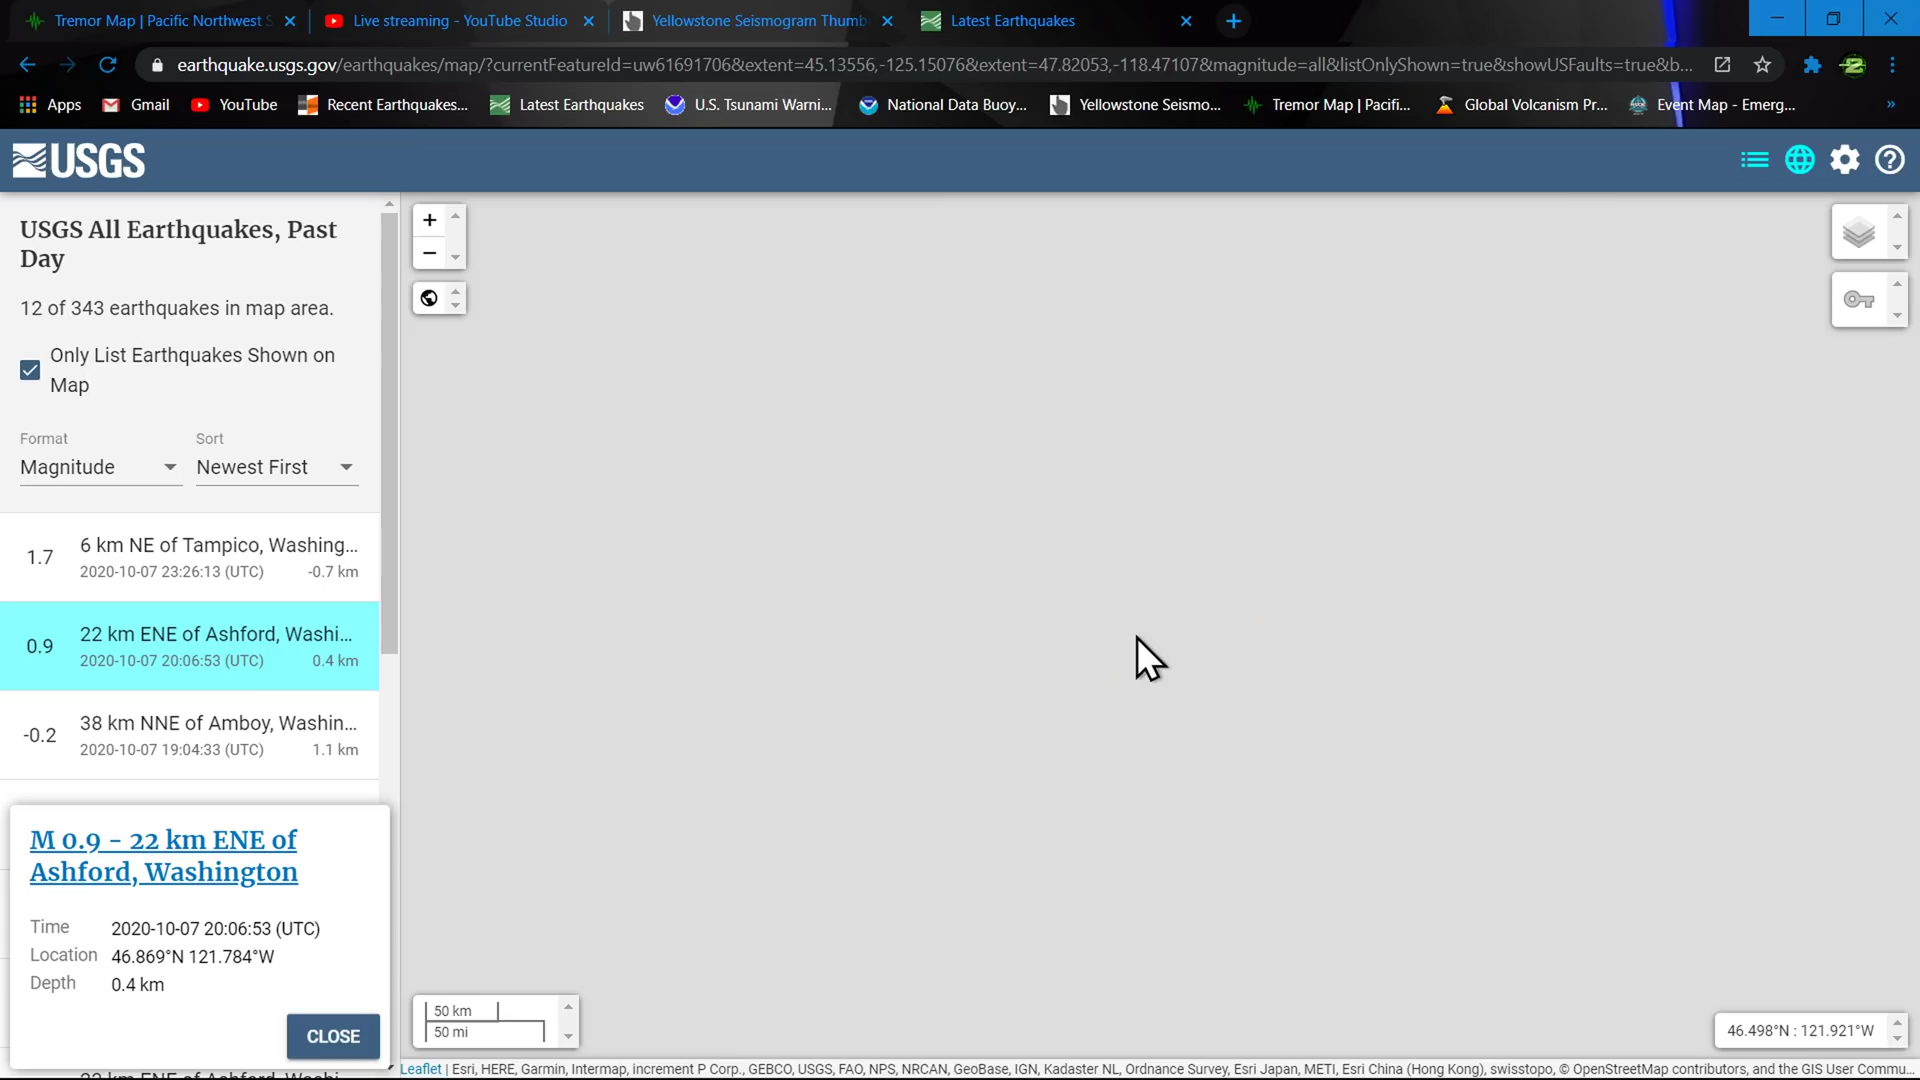 Tremor Map | Pacific Northwest S
Live streaming - YouTube Studio
Yellowstone Seismogram Thumb
Latest Earthquakes
earthquake.usgs.gov/earthquakes/map/?currentFeatureId=uw61691706&extent=45.13556,-125.15076&extent=47.82053,-118.47107&magnitude=all&listOnlyShown=true&showUSFaults=true&b...
Apps
Gmail
YouTube
Recent Earthquakes...
Latest Earthquakes
U.S. Tsunami Warni...
National Data Buoy...
Yellowstone Seismo...
Tremor Map | Pacifi...
Global Volcanism Pr...
Event Map - Emerg...
»
USGS
USGS All Earthquakes, Past
Day
12 of 343 earthquakes in map area.
Only List Earthquakes Shown on
Map
Format
Sort
Magnitude
Newest First
1.7
6 km NE of Tampico, Washing...
2020-10-07 23:26:13 (UTC)
-0.7 km
0.9
22 km ENE of Ashford, Washi...
2020-10-07 20:06:53 (UTC)
0.4 km
-0.2
38 km NNE of Amboy, Washin...
2020-10-07 19:04:33 (UTC)
1.1 km
M 0.9 - 22 km ENE of
Ashford, Washington
Time 2020-10-07 20:06:53 (UTC)
Location 46.869°N 121.784°W
Depth 0.4 km
CLOSE
+
−
50 km
50 mi
46.498°N : 121.921°W
Leaflet | Esri, HERE, Garmin, Intermap, increment P Corp., GEBCO, USGS, FAO, NPS, NRCAN, GeoBase, IGN, Kadaster NL, Ordnance Survey, Esri Japan, METI, Esri China (Hong Kong), swisstopo, © OpenStreetMap contributors, and the GIS User Commu...